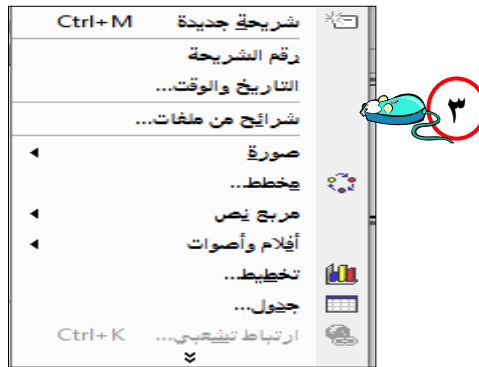 شريحة جديدة Ctrl+M
رقم الشريحة
التاريخ والوقت...
شرائح من ملفات...
صورة
مخطط...
مربع نص
أفلام وأصوات
تخطيط...
جدول...
ارتباط تشعبي... Ctrl+K
٣